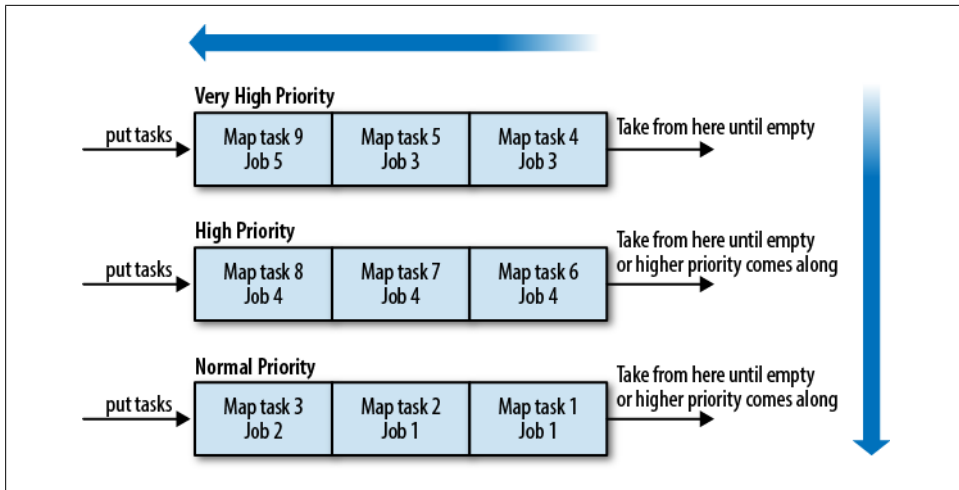 Very High Priority
put tasks
Map task 9
Job 5
Map task 5
Job 3
Map task 4
Job 3
Take from here until empty
High Priority
put tasks
Map task 8
Job 4
Map task 7
Job 4
Map task 6
Job 4
Take from here until empty
or higher priority comes along
Normal Priority
put tasks
Map task 3
Job 2
Map task 2
Job 1
Map task 1
Job 1
Take from here until empty
or higher priority comes along